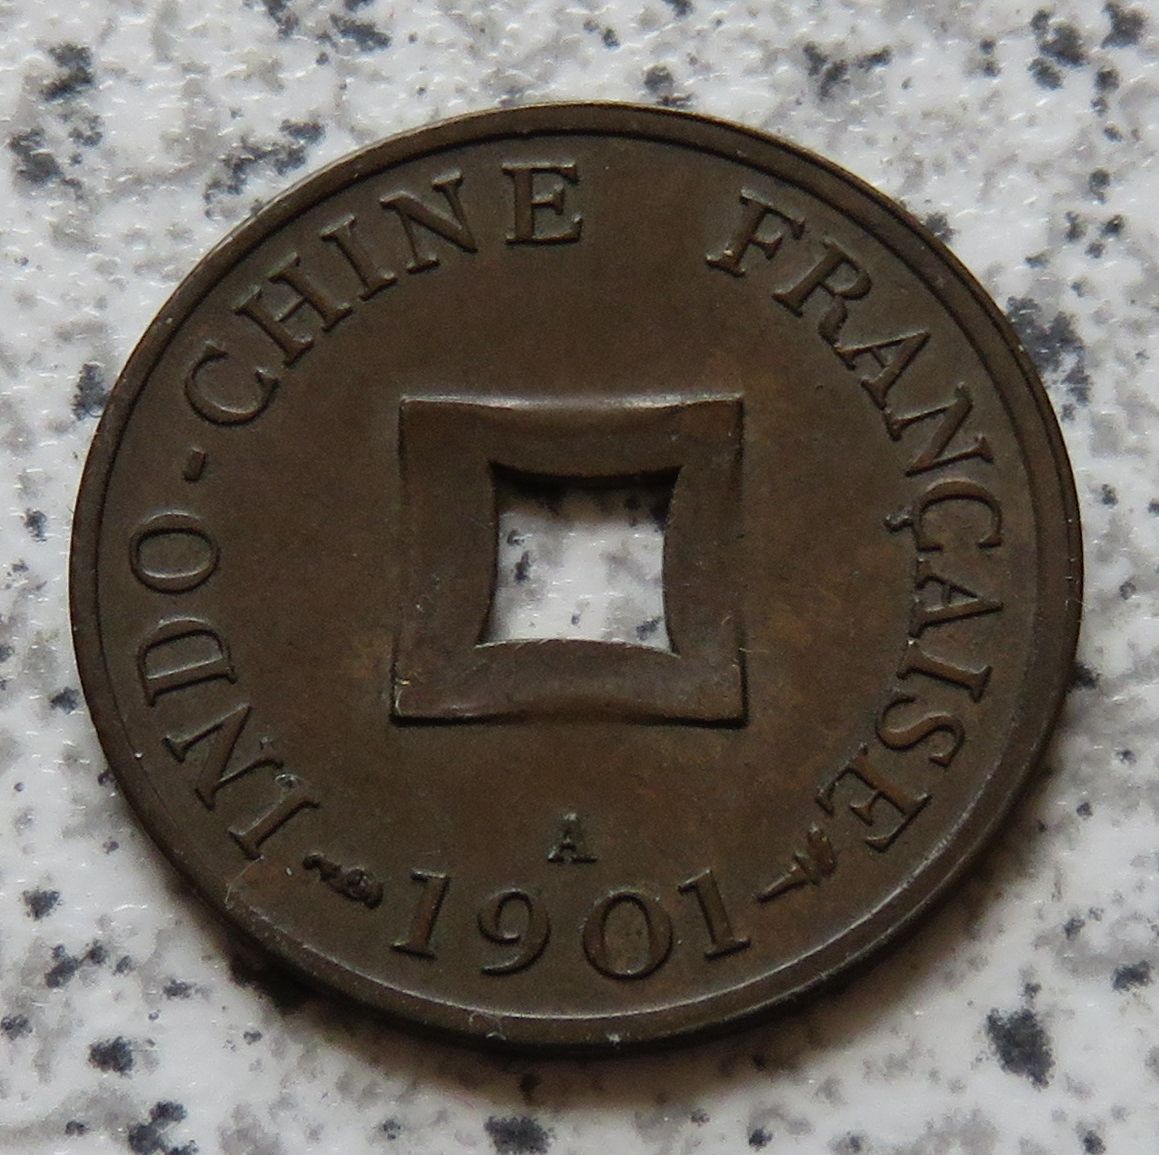 INDO-CHINE FRANÇAISE
A
1901